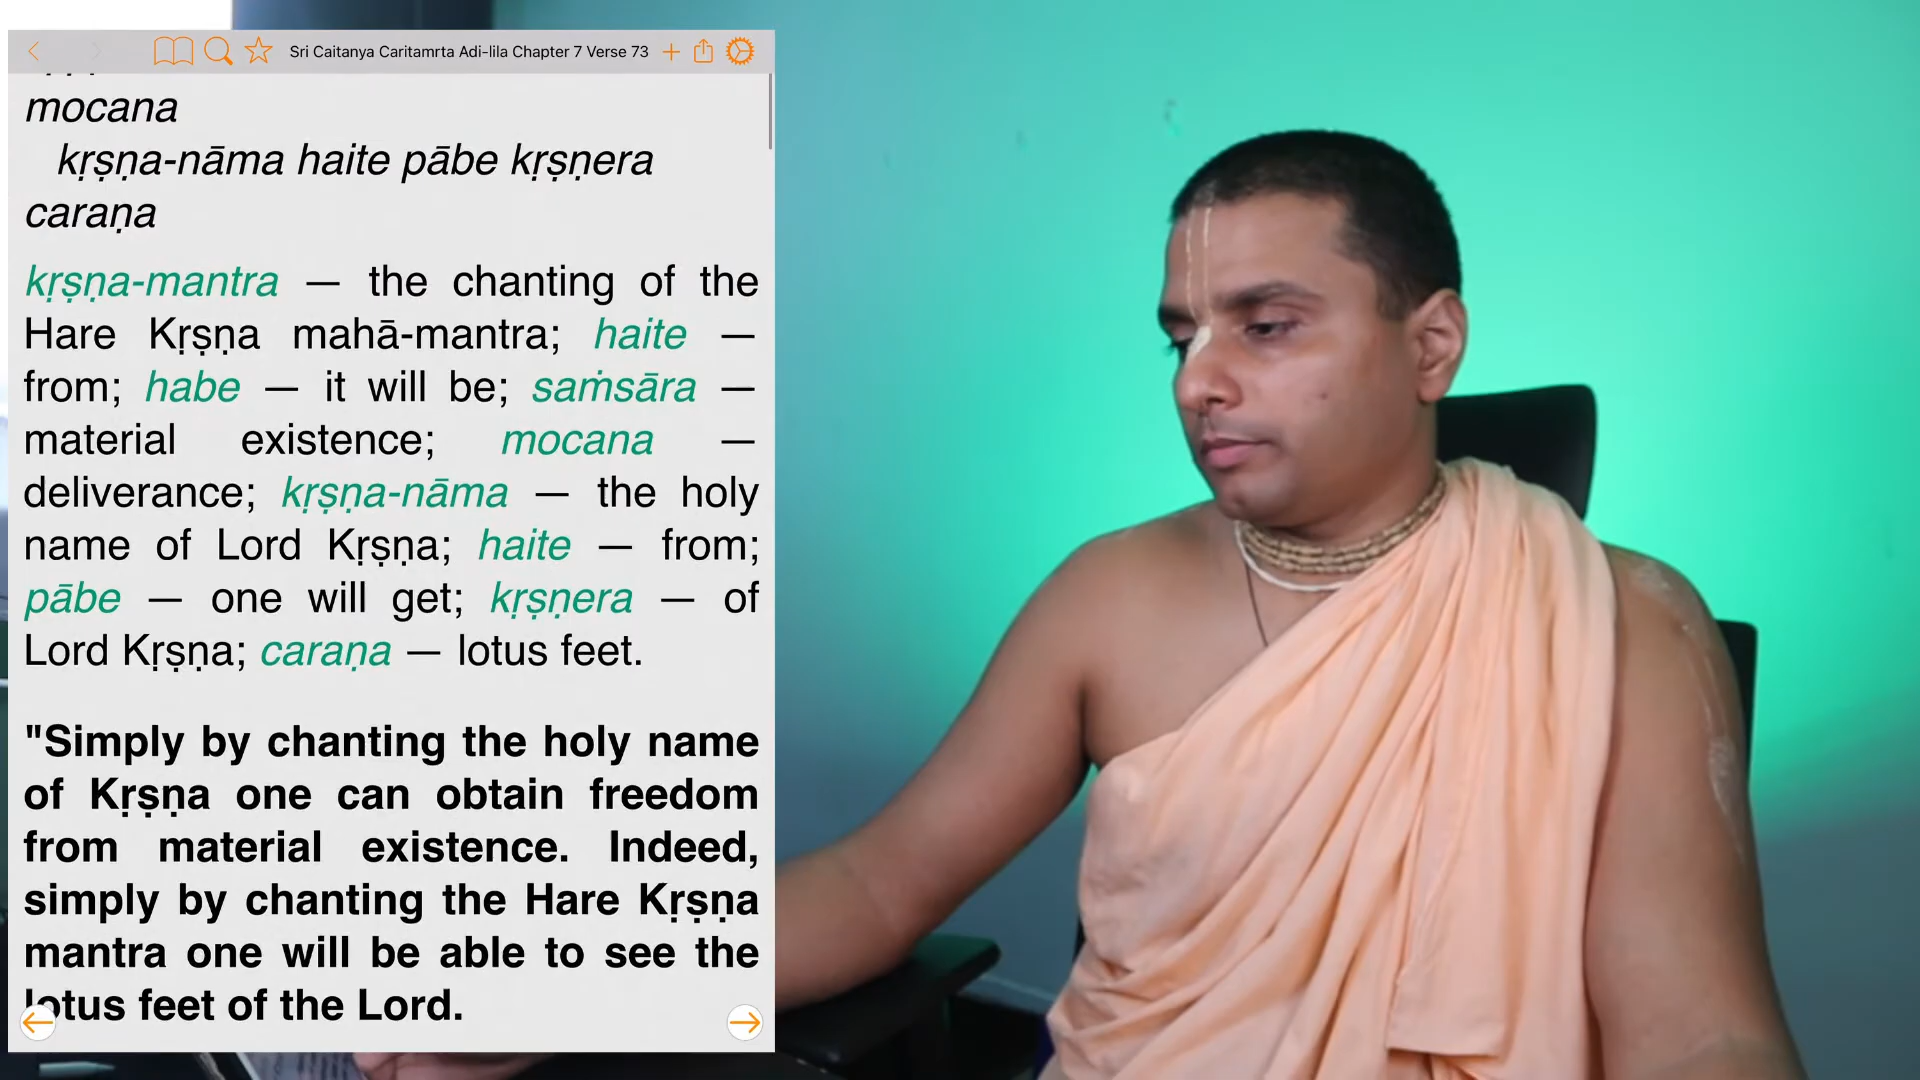 Sri Caitanya Caritamrta Adi-lila Chapter 7 Verse 73
mocana
kṛṣṇa-nāma haite pābe kṛṣṇera
caraṇa
kṛṣṇa-mantra — the chanting of the
Hare Kṛṣṇa mahā-mantra; haite —
from; habe — it will be; saṁsāra —
material existence; mocana —
deliverance; kṛṣṇa-nāma — the holy
name of Lord Kṛṣṇa; haite — from;
pābe — one will get; kṛṣṇera — of
Lord Kṛṣṇa; caraṇa — lotus feet.
"Simply by chanting the holy name
of Kṛṣṇa one can obtain freedom
from material existence. Indeed,
simply by chanting the Hare Kṛṣṇa
mantra one will be able to see the
lotus feet of the Lord.